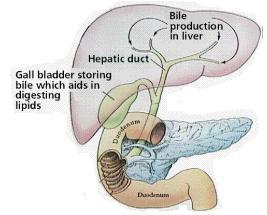 Bile
production
in liver
Hepatic duct
Gall bladder storing
bile which aids in
digesting
lipids
Duodenum
Duodenum